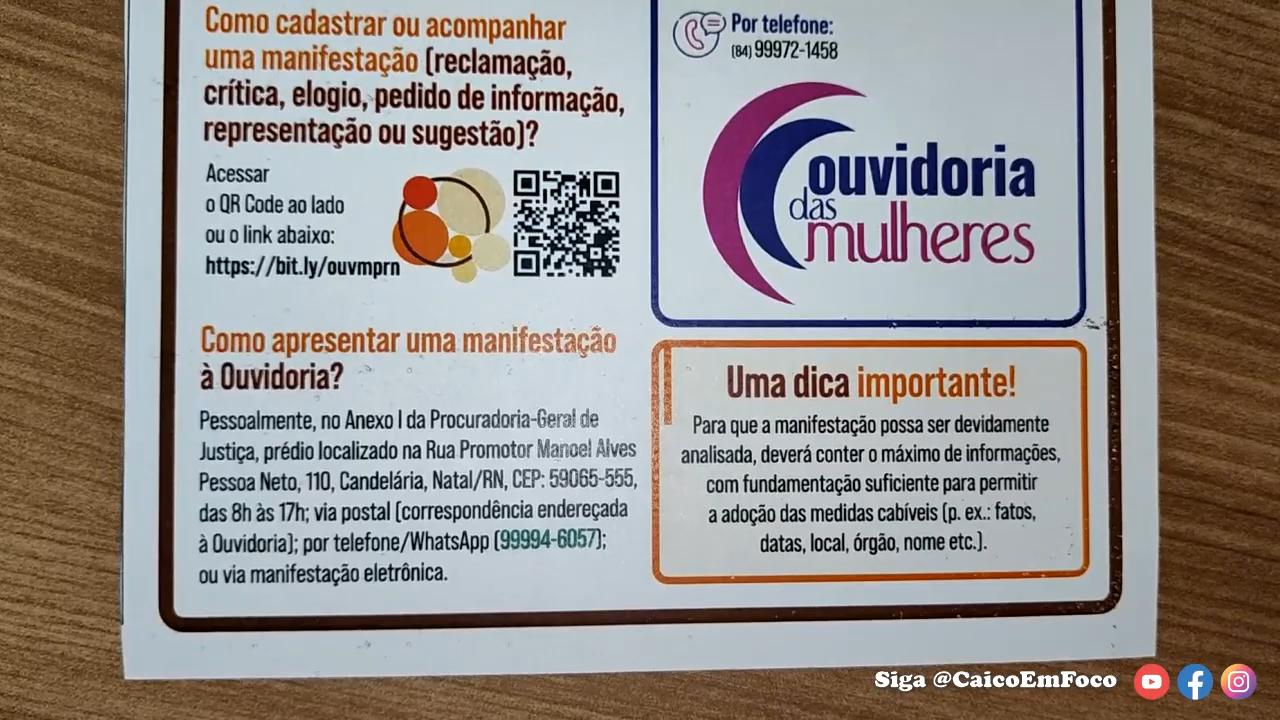 Como cadastrar ou acompanhar
uma manifestação (reclamação,
crítica, elogio, pedido de informação,
representação ou sugestão)?
Acessar
o QR Code ao lado
ou o link abaixo:
https://bit.ly/ouvmprn
Como apresentar uma manifestação
à Ouvidoria?
Pessoalmente, no Anexo I da Procuradoria-Geral de
Justiça, prédio localizado na Rua Promotor Manoel Alves
Pessoa Neto, 110, Candelária, Natal/RN, CEP: 59065-555,
das 8h às 17h; via postal (correspondência endereçada
à Ouvidoria); por telefone/WhatsApp (99994-6057);
ou via manifestação eletrônica.
Por telefone:
(84) 99972-1458
ouvidoria
das
mulheres
Uma dica importante!
Para que a manifestação possa ser devidamente
analisada, deverá conter o máximo de informações,
com fundamentação suficiente para permitir
a adoção das medidas cabíveis (p. ex.: fatos,
datas, local, órgão, nome etc.).
Siga @CaicoEmFoco